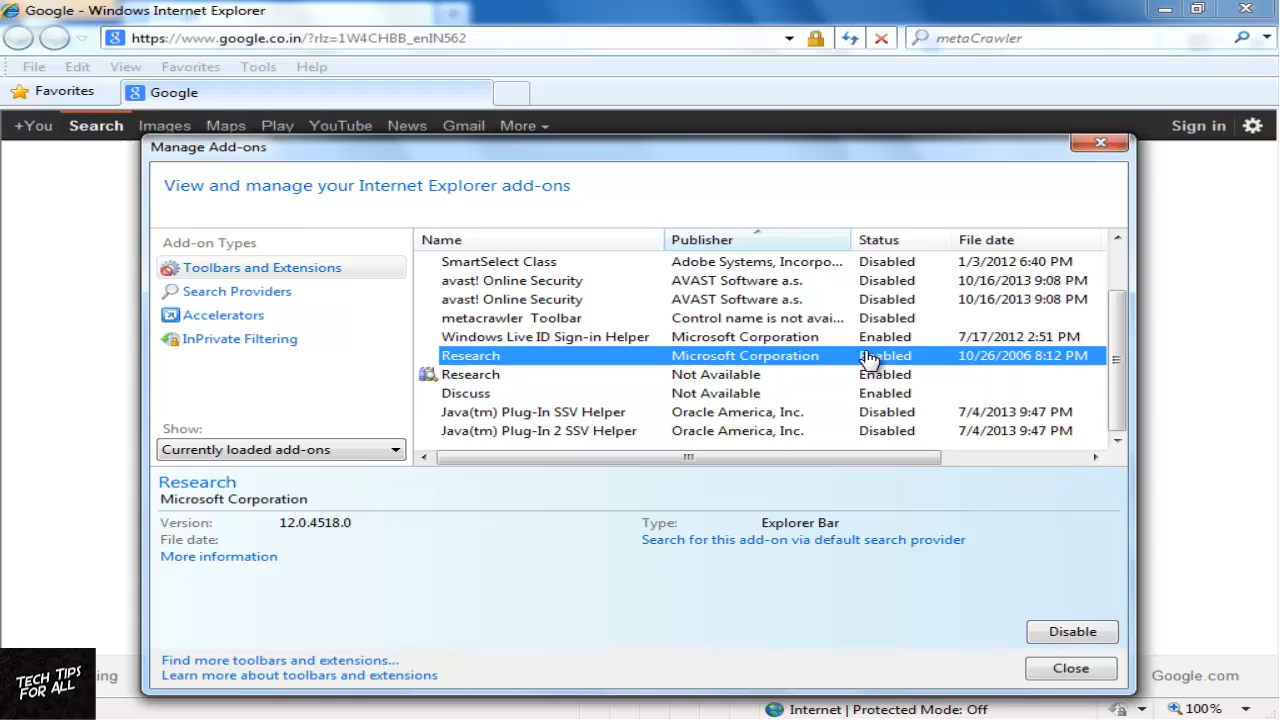 Google - Windows Internet Explorer
https://www.google.co.in/?rlz=1W4CHBB_enIN562
metaCrawler
File Edit View Favorites Tools Help
Favorites
Google
+You Search Images Maps Play YouTube News Gmail More
Sign in
Manage Add-ons
View and manage your Internet Explorer add-ons
Add-on Types
Toolbars and Extensions
Search Providers
Accelerators
InPrivate Filtering
Show:
Currently loaded add-ons
Name Publisher Status File date
SmartSelect Class Adobe Systems, Incorpo... Disabled 1/3/2012 6:40 PM
avast! Online Security AVAST Software a.s. Disabled 10/16/2013 9:08 PM
avast! Online Security AVAST Software a.s. Disabled 10/16/2013 9:08 PM
metacrawler Toolbar Control name is not avai... Disabled
Windows Live ID Sign-in Helper Microsoft Corporation Enabled 7/17/2012 2:51 PM
Research Microsoft Corporation Enabled 10/26/2006 8:12 PM
Research Not Available Enabled
Discuss Not Available Enabled
Java(tm) Plug-In SSV Helper Oracle America, Inc. Disabled 7/4/2013 9:47 PM
Java(tm) Plug-In 2 SSV Helper Oracle America, Inc. Disabled 7/4/2013 9:47 PM
Research
Microsoft Corporation
Version: 12.0.4518.0
File date:
More information
Type: Explorer Bar
Search for this add-on via default search provider
Disable
Find more toolbars and extensions...
Learn more about toolbars and extensions
Close
TECH TIPS
FOR ALL
ing
Google.com
Internet | Protected Mode: Off
100%